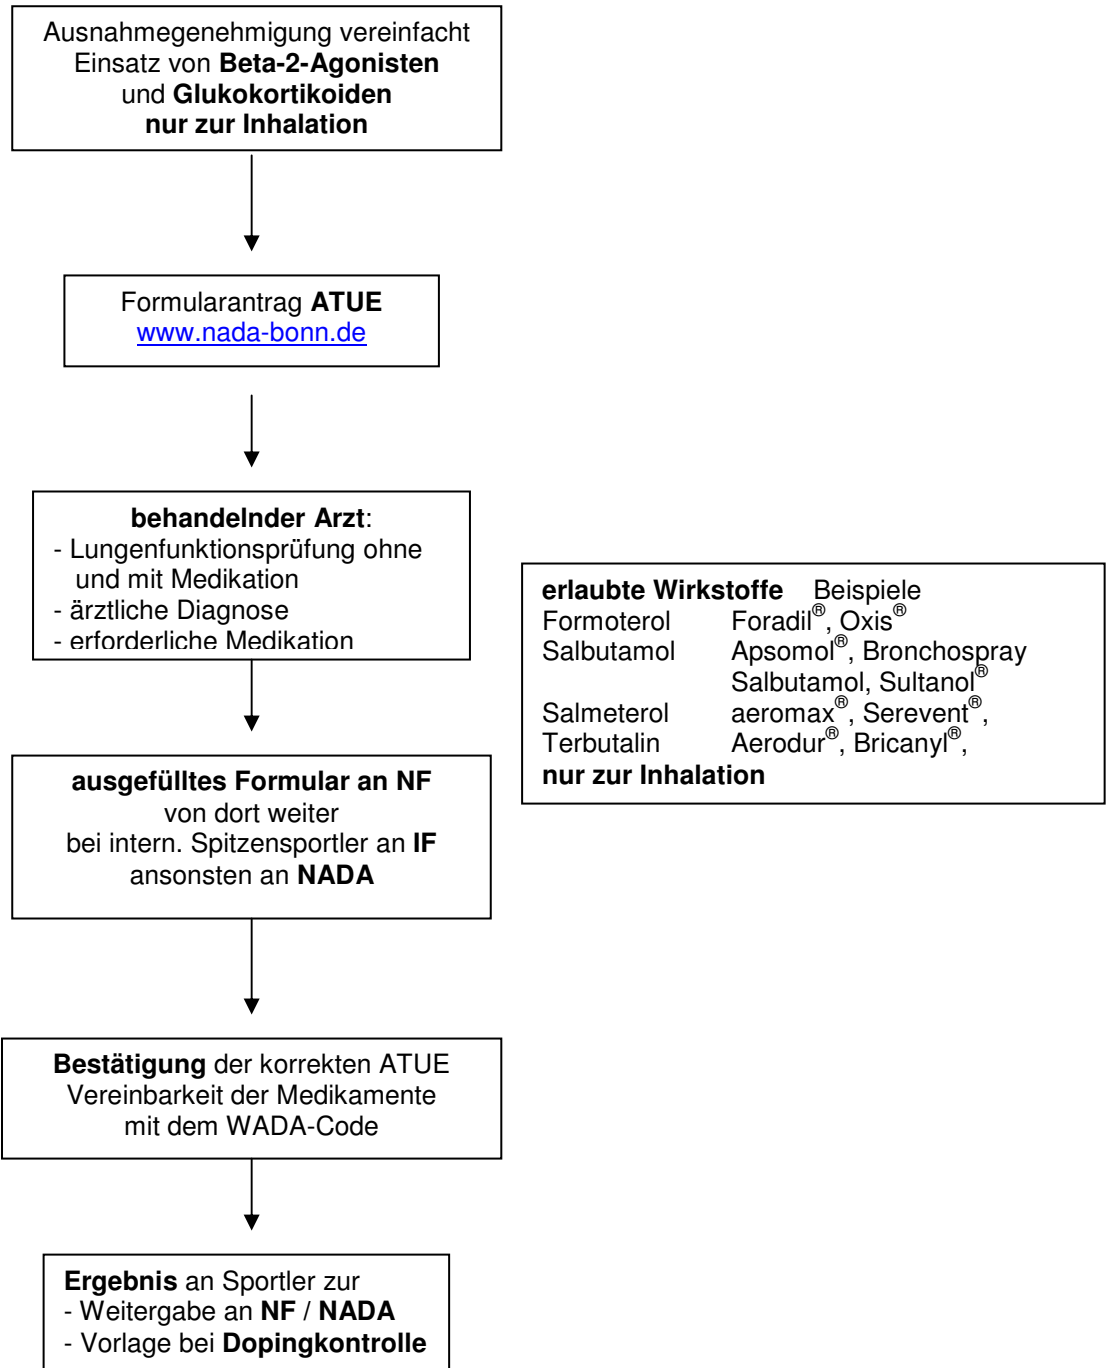 Ausnahmegenehmigung vereinfacht
Einsatz von Beta-2-Agonisten
und Glukokortikoiden
nur zur Inhalation
Formularantrag ATUE
www.nada-bonn.de
behandelnder Arzt:
- Lungenfunktionsprüfung ohne
und mit Medikation
- ärztliche Diagnose
- erforderliche Medikation
erlaubte Wirkstoffe Beispiele
Formoterol Foradil®, Oxis®
Salbutamol Apsomol®, Bronchospray
Salbutamol, Sultanol®
Salmeterol aeromax®, Serevent®,
Terbutalin Aerodur®, Bricanyl®,
nur zur Inhalation
ausgefülltes Formular an NF
von dort weiter
bei intern. Spitzensportler an IF
ansonsten an NADA
Bestätigung der korrekten ATUE
Vereinbarkeit der Medikamente
mit dem WADA-Code
Ergebnis an Sportler zur
- Weitergabe an NF / NADA
- Vorlage bei Dopingkontrolle